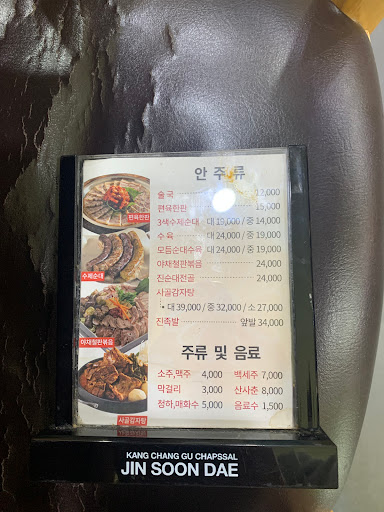 안 주 류
술국 12,000
편육한판 15,000
3색수제순대 대 19,000 / 중 14,000
수육 대 24,000 / 중 19,000
모듬순대수육 대 24,000 / 중 19,000
야채철판볶음 24,000
진순대전골 24,000
사골감자탕
• 대 39,000 / 중 32,000 / 소 27,000
진족발 앞발 34,000
주류 및 음료
소주,맥주 4,000 백세주 7,000
막걸리 3,000 산사춘 8,000
청하,매화수 5,000 음료수 1,500
편육한판
수제순대
야채철판볶음
사골감자탕
KANG CHANG GU CHAPSSAL
JIN SOON DAE